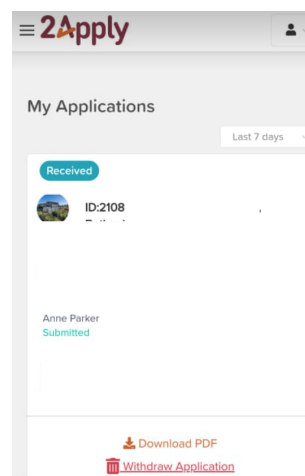 2Apply
My Applications
Last 7 days
Received
ID:2108
Anne Parker
Submitted
Download PDF
Withdraw Application